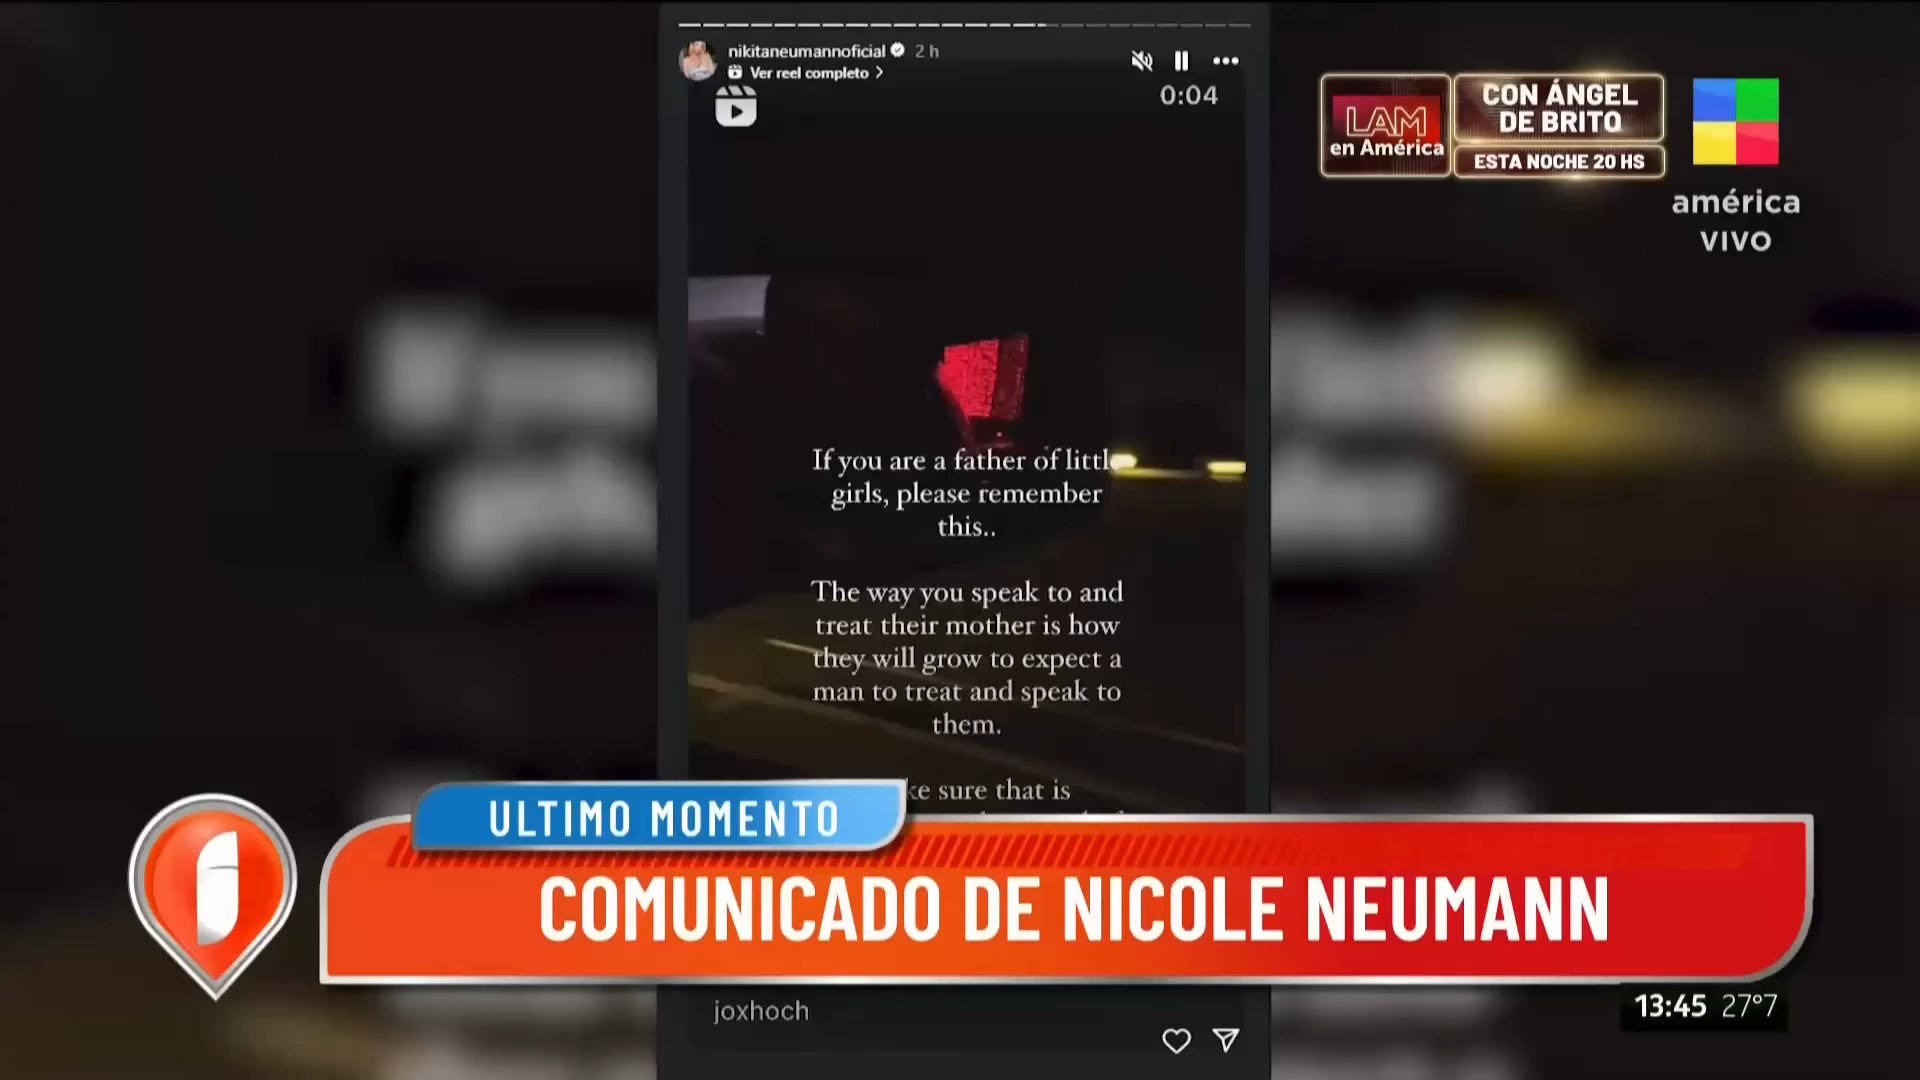 nikitaneumannoficial 2 h
Ver reel completo
0:04
LAM
en América
CON ÁNGEL
DE BRITO
ESTA NOCHE 20 HS
américa
VIVO
If you are a father of little
girls, please remember
this..
The way you speak to and
treat their mother is how
they will grow to expect a
man to treat and speak to
them.
sure that is
ULTIMO MOMENTO
COMUNICADO DE NICOLE NEUMANN
joxhoch
13:45 27°7